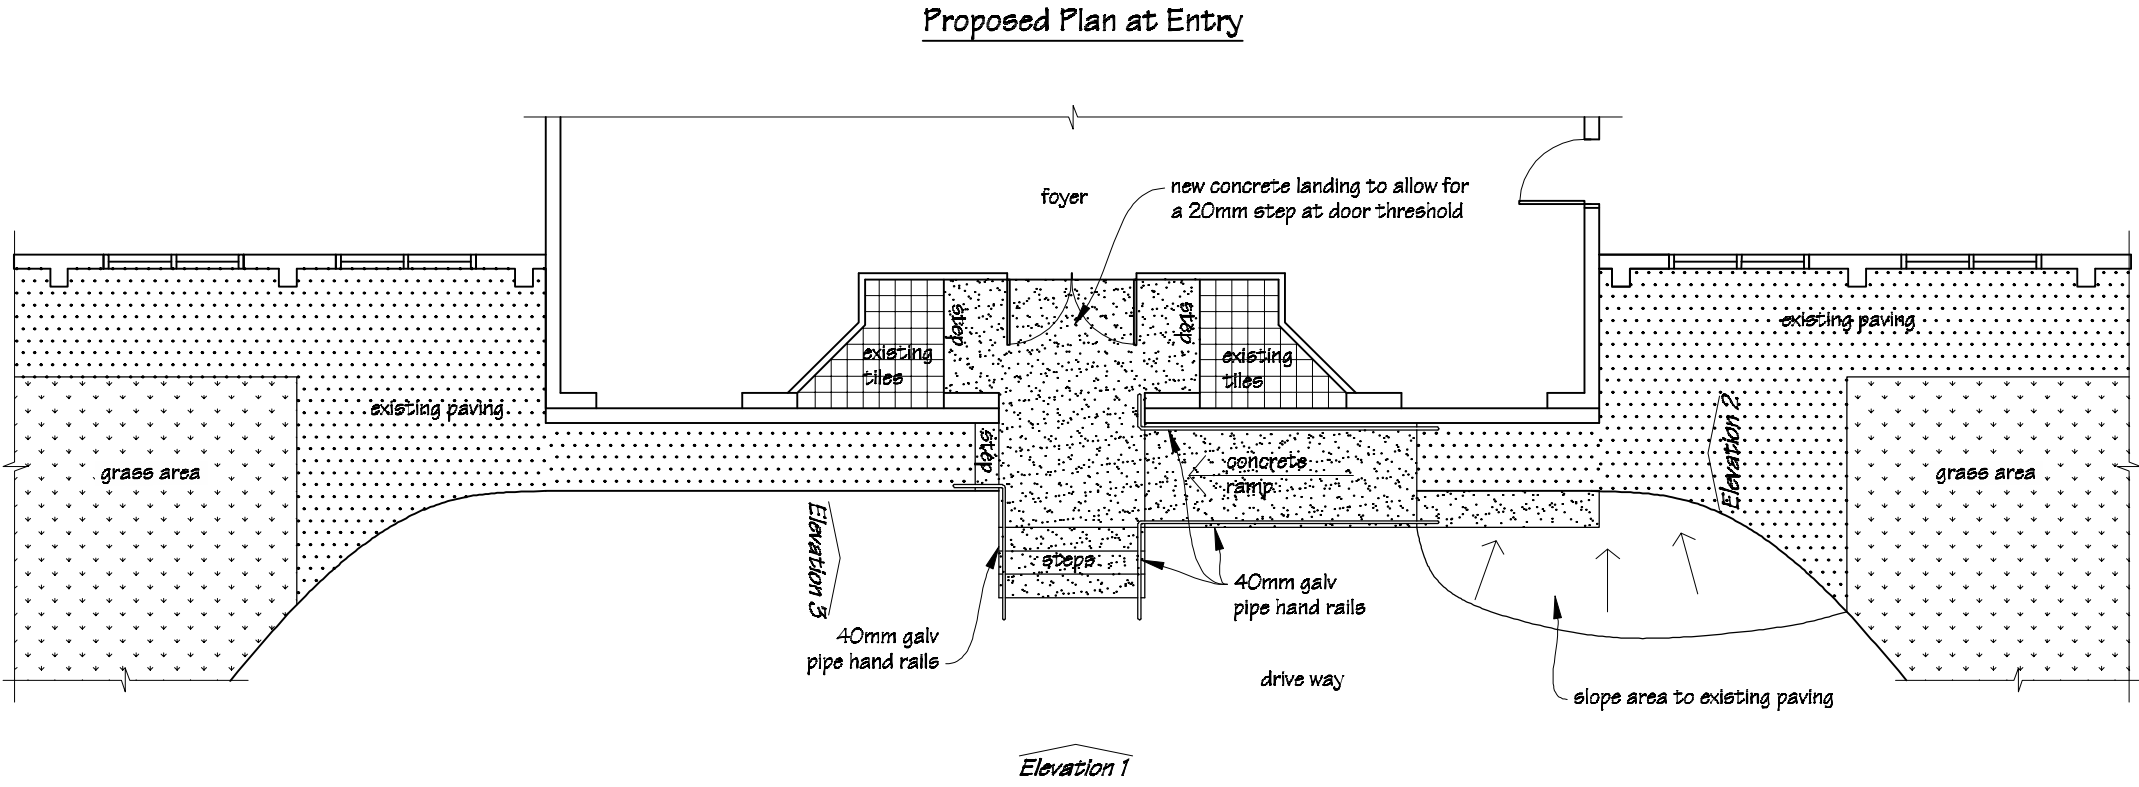 Proposed Plan at Entry
foyer
new concrete landing to allow for
a 20mm step at door threshold
step
step
existing paving
existing
tiles
existing
tiles
existing paving
step
concrete
ramp
grass area
grass area
Elevation 2
Elevation 3
steps
40mm galv
pipe hand rails
40mm galv
pipe hand rails
drive way
slope area to existing paving
Elevation 1